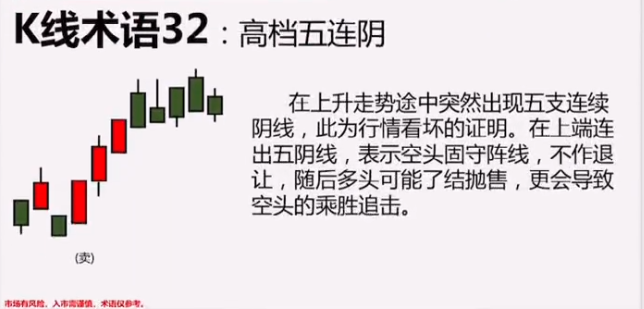 K线术语32：高档五连阴
在上升走势途中突然出现五支连续
阴线，此为行情看坏的证明。在上端连
出五阴线，表示空头固守阵线，不作退
让，随后多头可能了结抛售，更会导致
空头的乘胜追击。
(卖)
市场有风险、入市需谨慎、术语仅参考。